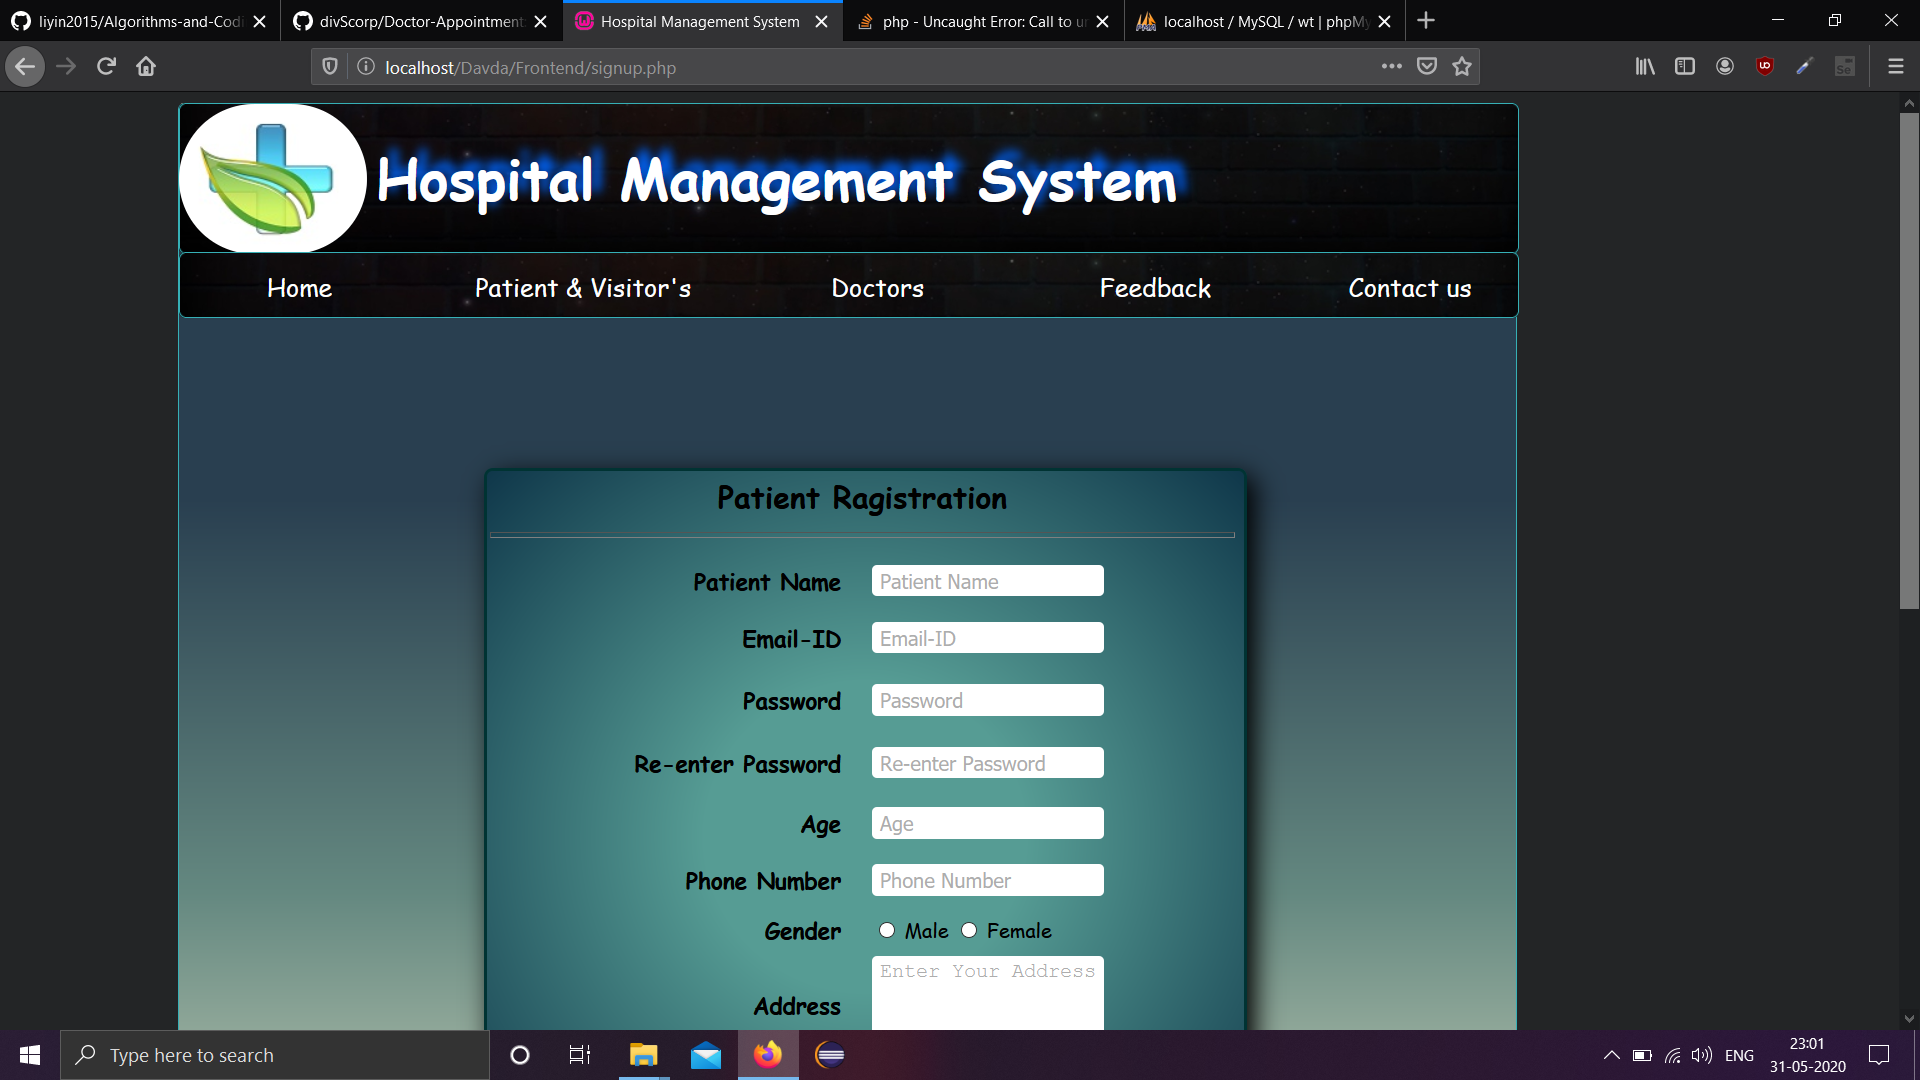 liyin2015/Algorithms-and-Codi
divScorp/Doctor-Appointment
Hospital Management System
php - Uncaught Error: Call to u
localhost / MySQL / wt | phpMy
localhost/Davda/Frontend/signup.php
Hospital Management System
Home Patient & Visitor's Doctors Feedback Contact us
Patient Ragistration
Patient Name Patient Name
Email-ID Email-ID
Password Password
Re-enter Password Re-enter Password
Age Age
Phone Number Phone Number
Gender Male Female
Address Enter Your Address
Type here to search
ENG
23:01
31-05-2020